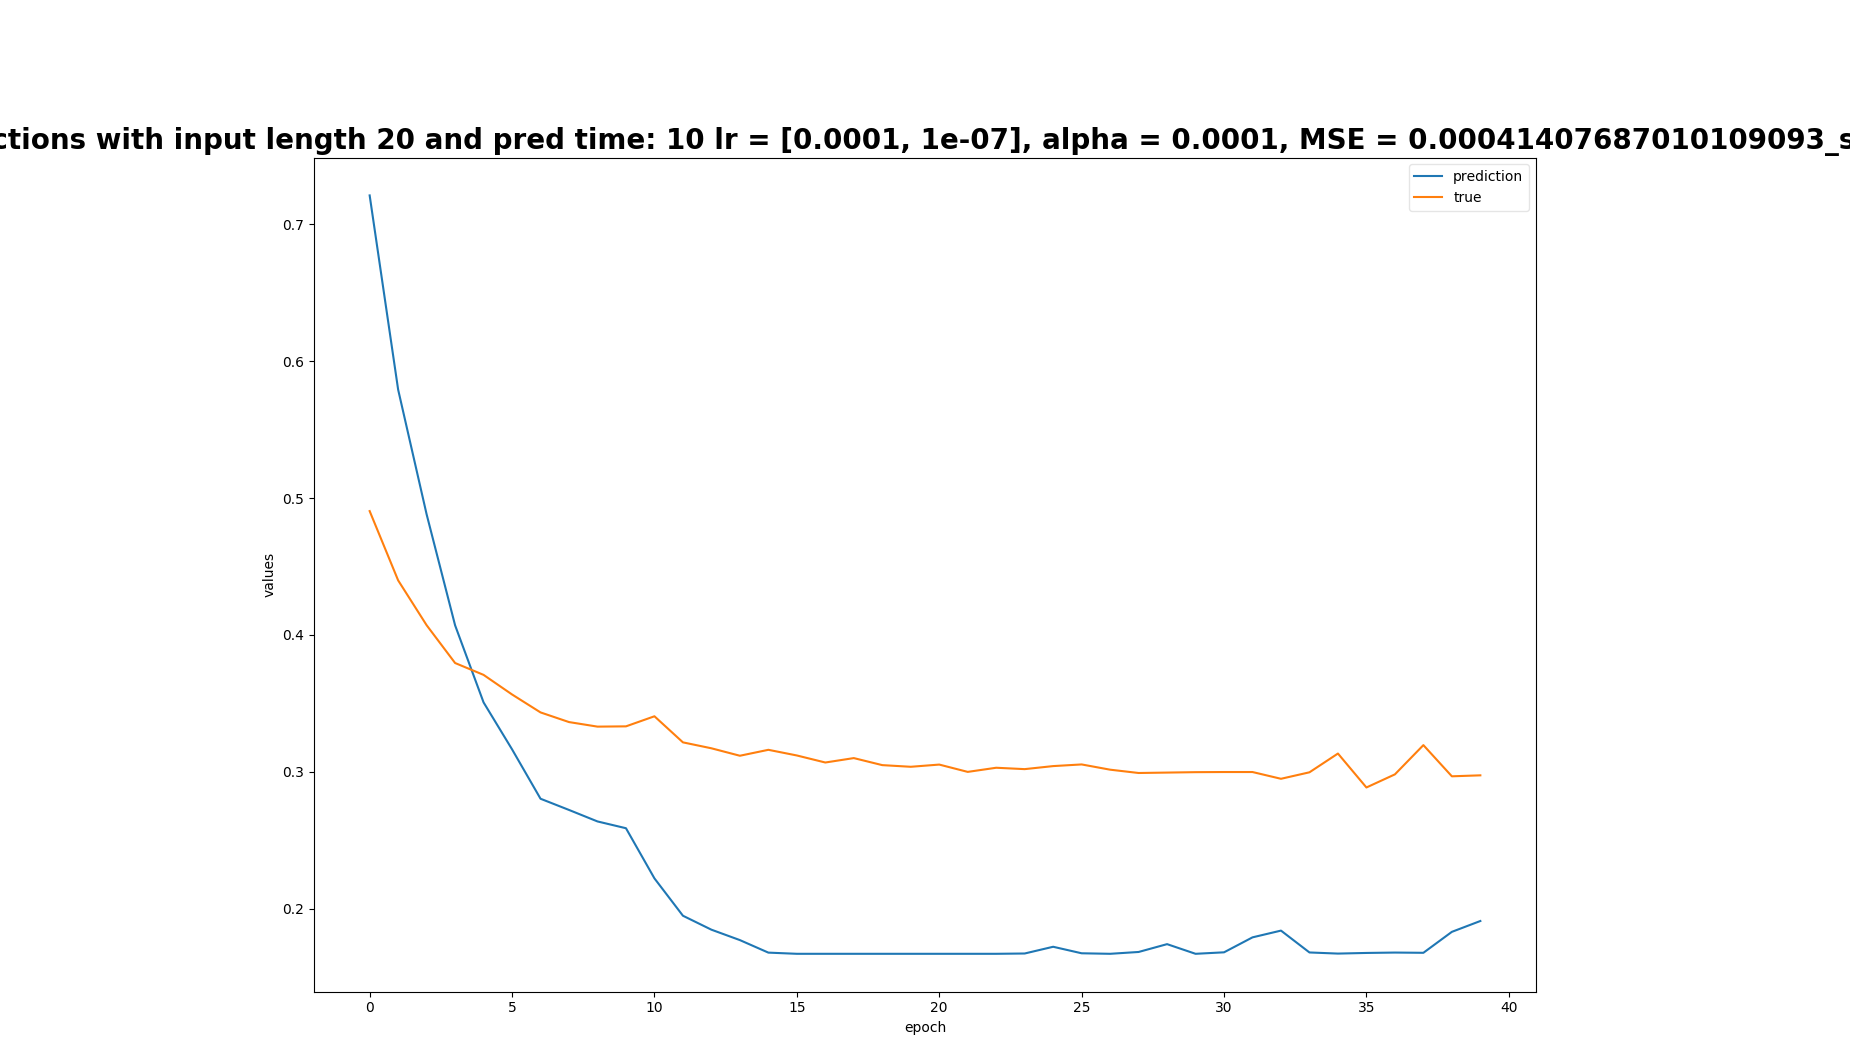 ctions with input length 20 and pred time: 10 lr = [0.0001, 1e-07], alpha = 0.0001, MSE = 0.00041407687010109093_s
prediction
true
0.7
0.6
0.5
0.4
0.3
0.2
values
0 5 10 15 20 25 30 35 40
epoch